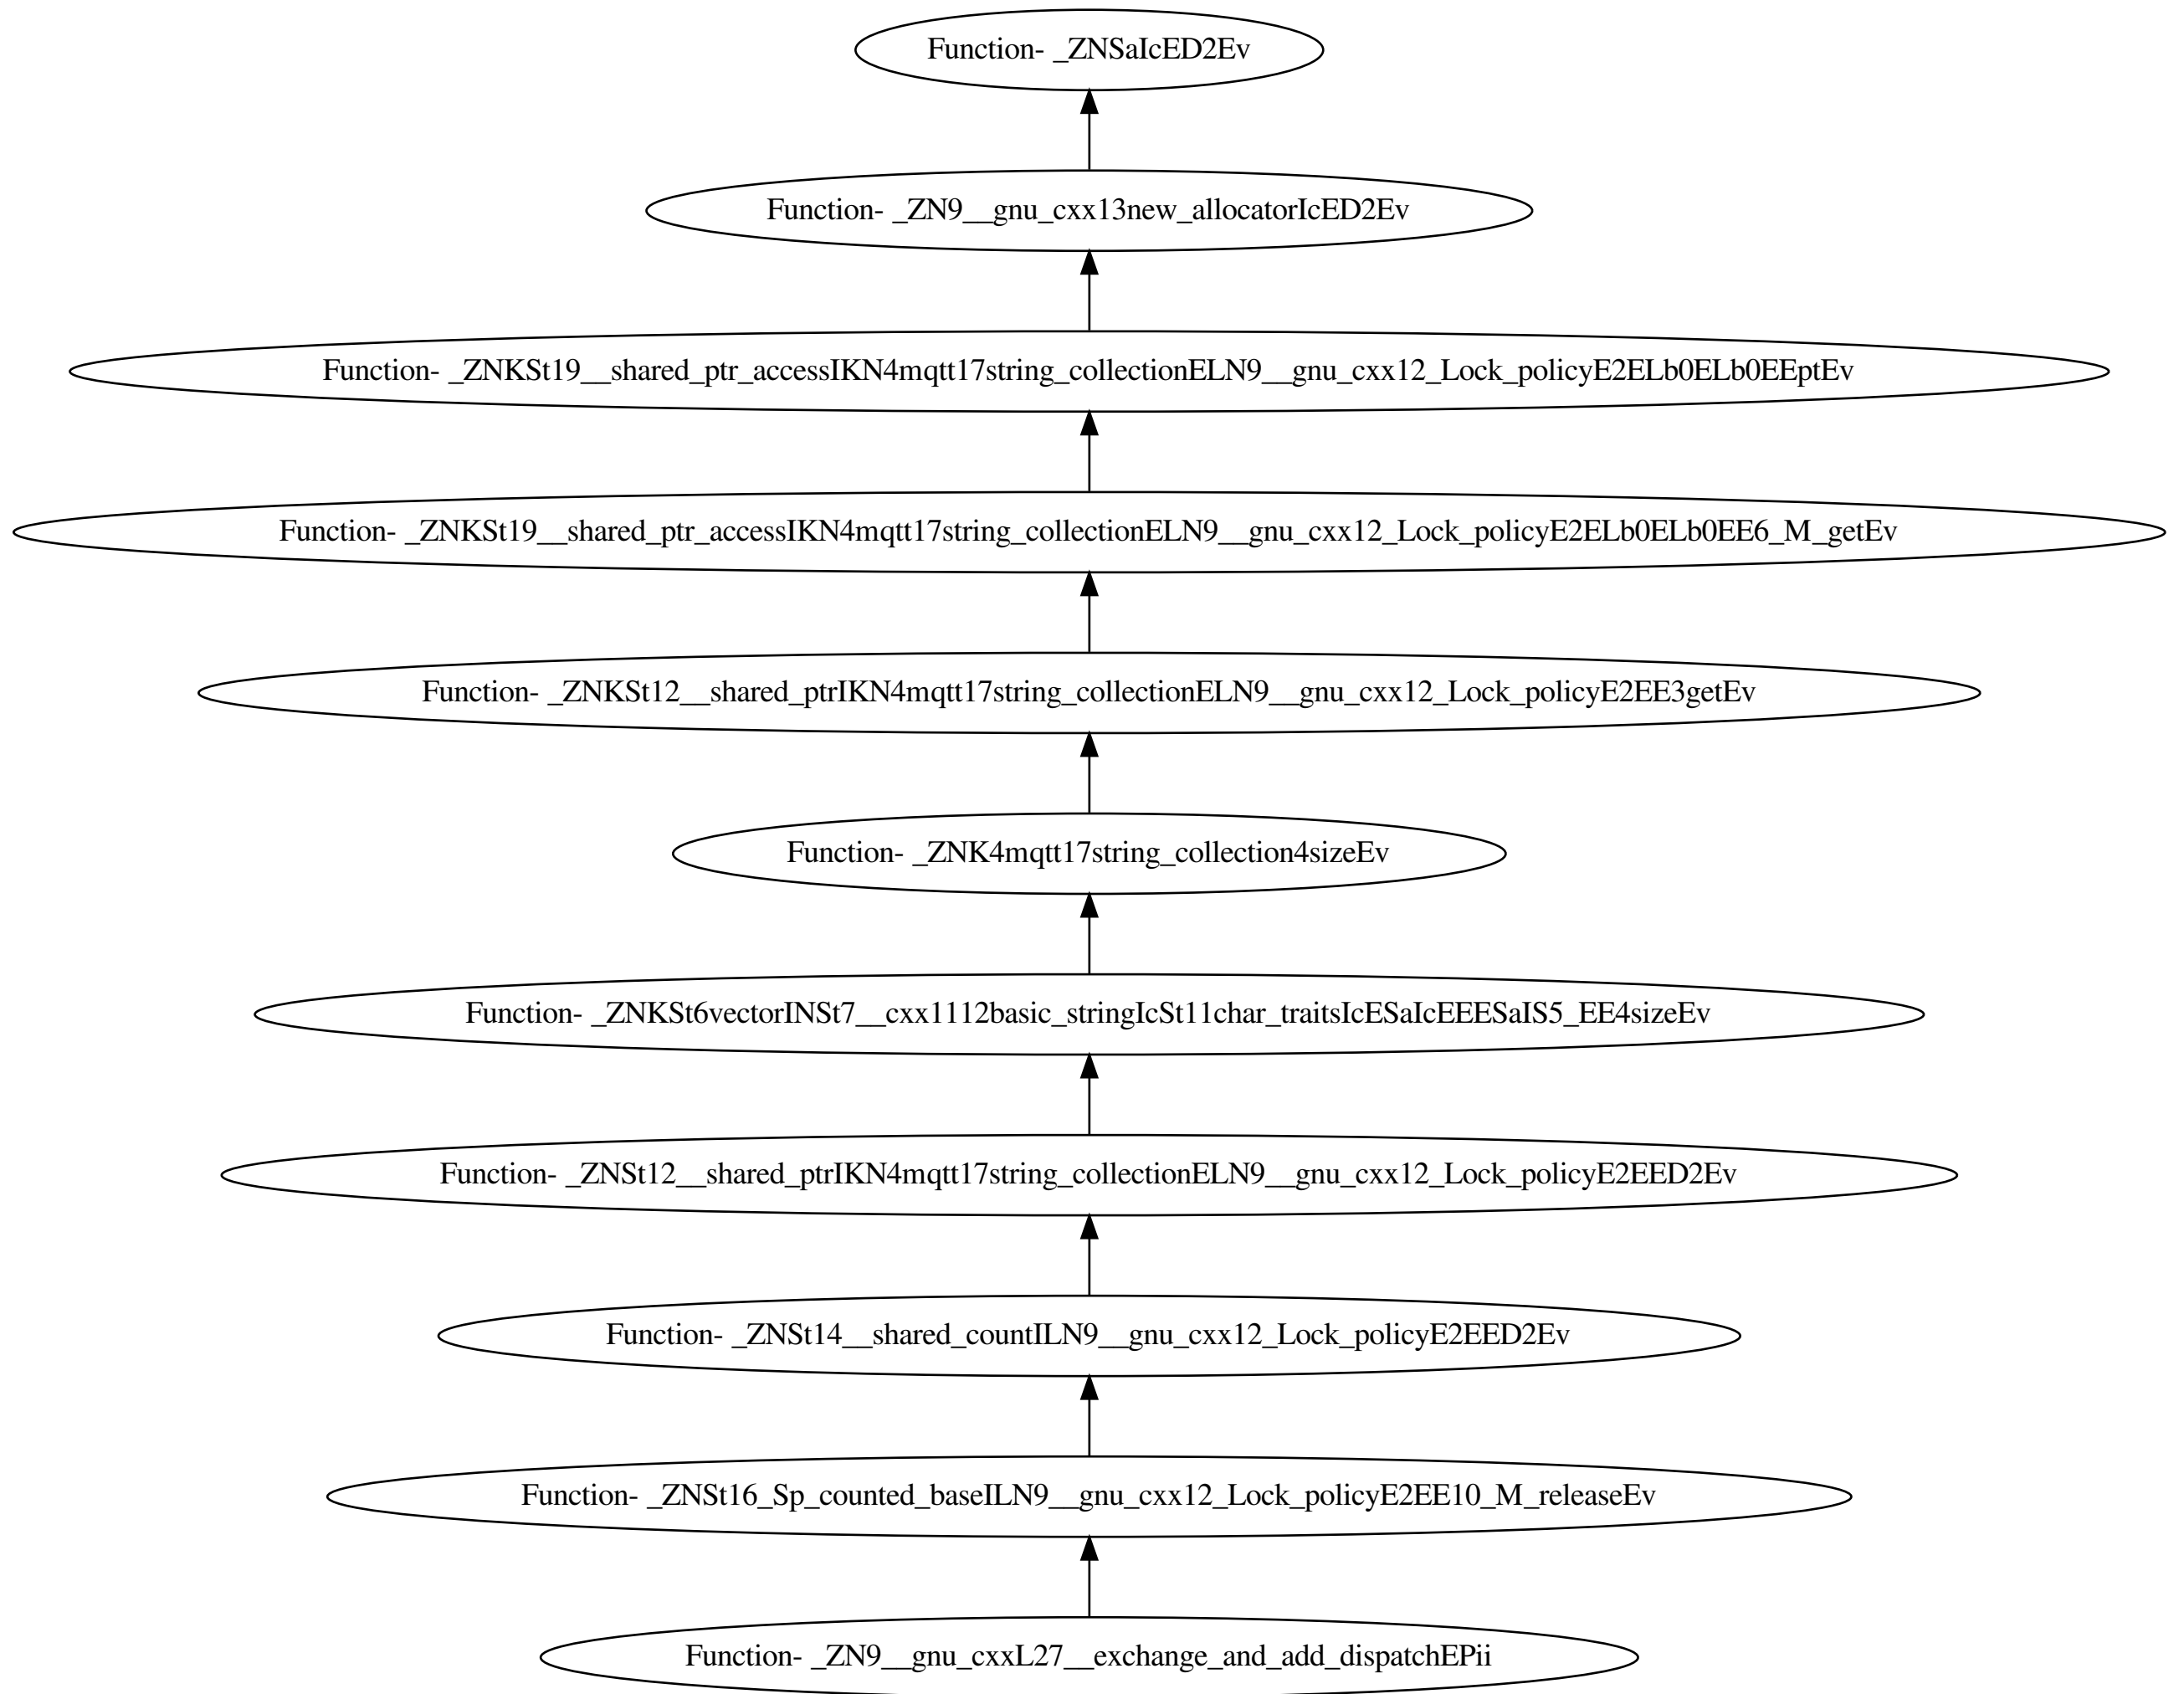 Function- _ZNSaIcED2Ev
Function- _ZN9__gnu_cxx13new_allocatorIcED2Ev
Function- _ZNKSt19__shared_ptr_accessIKN4mqtt17string_collectionELN9__gnu_cxx12_Lock_policyE2ELb0ELb0EEptEv
Function- _ZNKSt19__shared_ptr_accessIKN4mqtt17string_collectionELN9__gnu_cxx12_Lock_policyE2ELb0ELb0EE6_M_getEv
Function- _ZNKSt12__shared_ptrIKN4mqtt17string_collectionELN9__gnu_cxx12_Lock_policyE2EE3getEv
Function- _ZNK4mqtt17string_collection4sizeEv
Function- _ZNKSt6vectorINSt7__cxx1112basic_stringIcSt11char_traitsIcESaIcEEESaIS5_EE4sizeEv
Function- _ZNSt12__shared_ptrIKN4mqtt17string_collectionELN9__gnu_cxx12_Lock_policyE2EED2Ev
Function- _ZNSt14__shared_countILN9__gnu_cxx12_Lock_policyE2EED2Ev
Function- _ZNSt16_Sp_counted_baseILN9__gnu_cxx12_Lock_policyE2EE10_M_releaseEv
Function- _ZN9__gnu_cxxL27__exchange_and_add_dispatchEPii